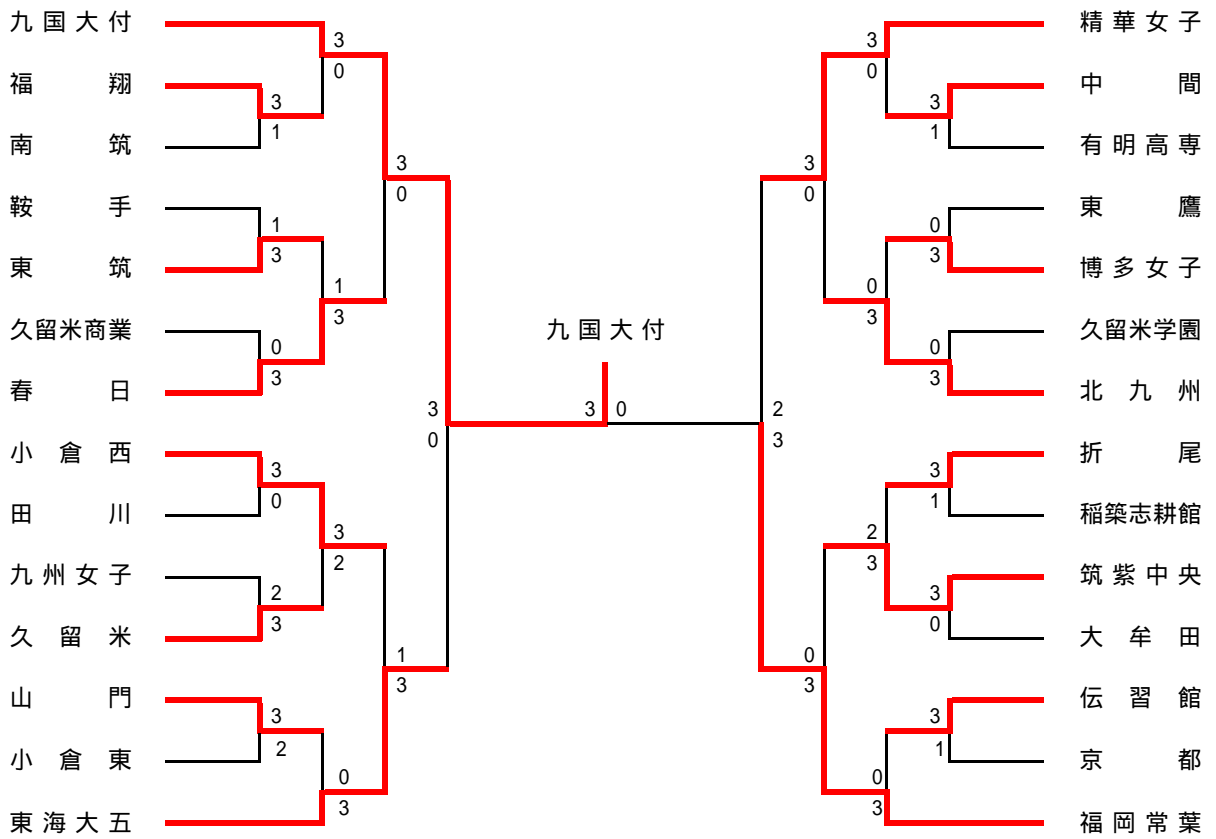 九国大付
福翔
南筑
鞍手
東筑
久留米商業
春日
小倉西
田川
九州女子
久留米
山門
小倉東
東海大五
3
0
3
1
3
0
1
3
1
3
0
3
3
0
3
0
3
2
2
3
1
3
3
2
0
3
九国大付
3 0
精華女子
中間
有明高専
東鷹
博多女子
久留米学園
北九州
折尾
稲築志耕館
筑紫中央
大牟田
伝習館
京都
福岡常葉
3
0
3
1
3
0
0
3
0
3
0
3
2
3
3
1
2
3
3
0
0
3
3
1
0
3